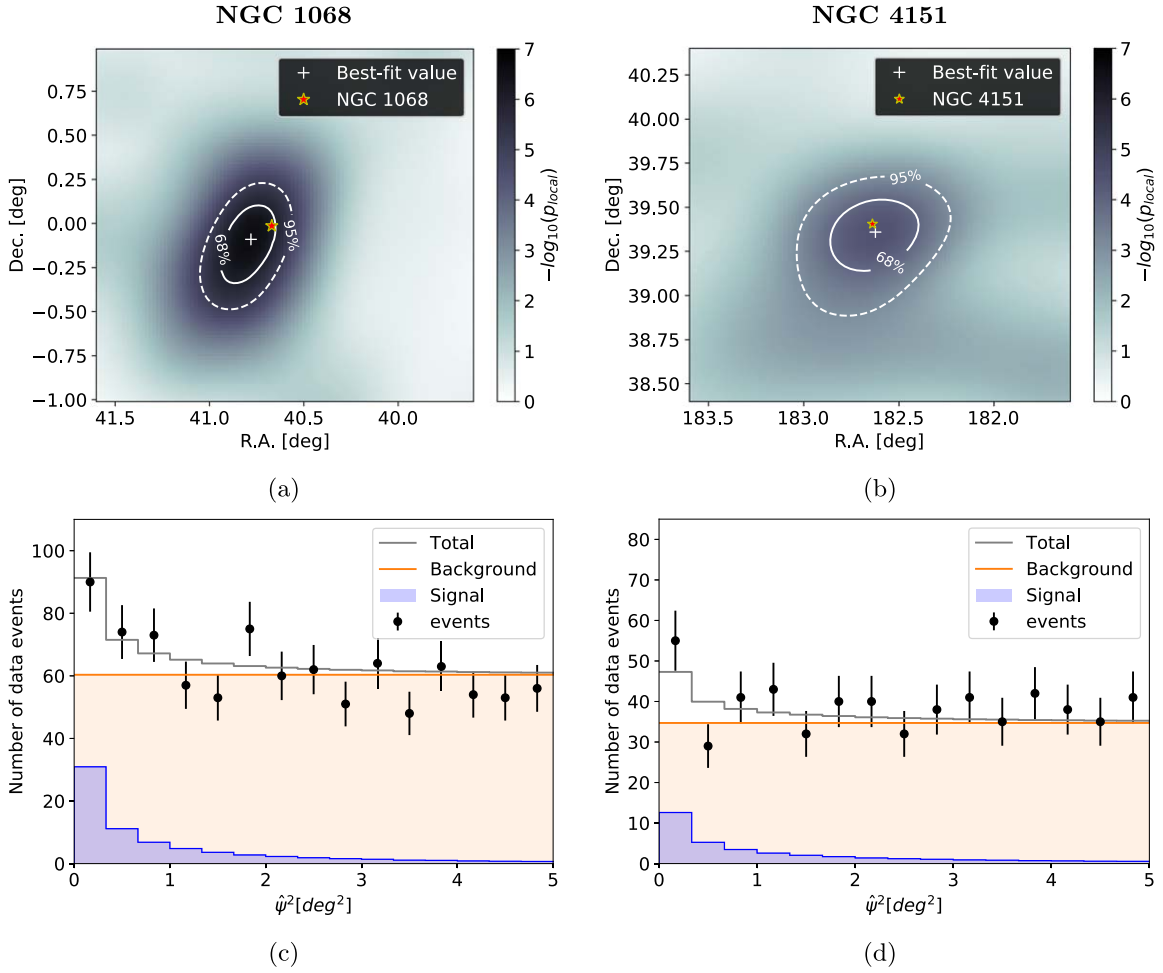 NGC 1068
NGC 4151
Best-fit value
NGC 1068
0.75
0.50
0.25
0.00
−0.25
−0.50
−0.75
−1.00
Dec. [deg]
68%
95%
41.5
41.0
40.5
40.0
R.A. [deg]
7
6
5
4
3
2
1
0
−log10(plocal)
(a)
Best-fit value
NGC 4151
40.25
40.00
39.75
39.50
39.25
39.00
38.75
38.50
Dec. [deg]
95%
68%
183.5
183.0
182.5
182.0
R.A. [deg]
7
6
5
4
3
2
1
0
−log10(plocal)
(b)
Total
Background
Signal
events
100
80
60
40
20
0
Number of data events
0
1
2
3
4
5
ψ̂²[deg²]
(c)
Total
Background
Signal
events
80
70
60
50
40
30
20
10
0
Number of data events
0
1
2
3
4
5
ψ̂²[deg²]
(d)